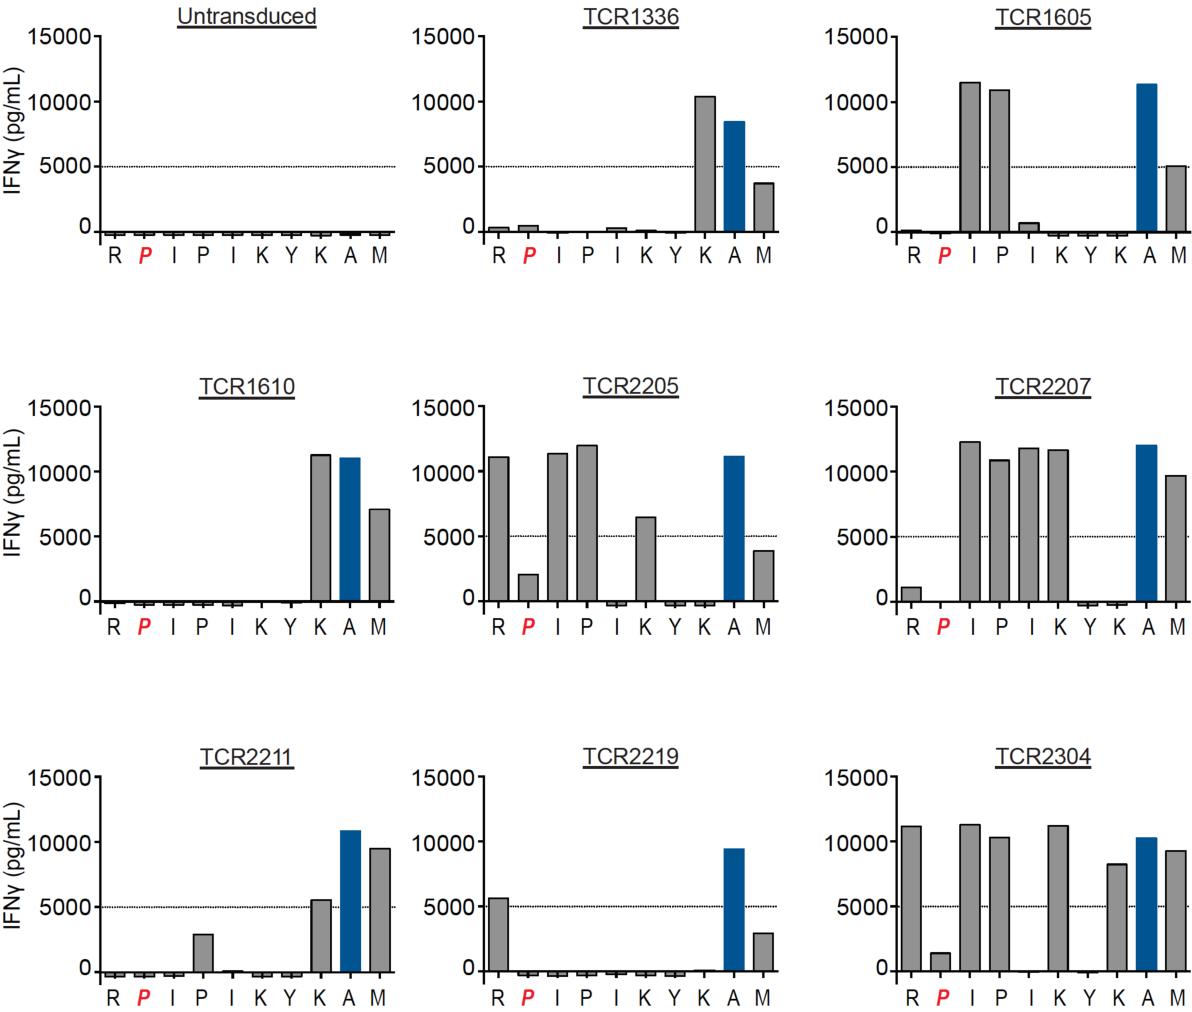 Untransduced
TCR1336
TCR1605
IFNγ (pg/mL)
15000
10000
5000
0
R P I P I K Y K A M
15000
10000
5000
0
R P I P I K Y K A M
15000
10000
5000
0
R P I P I K Y K A M
TCR1610
TCR2205
TCR2207
IFNγ (pg/mL)
15000
10000
5000
0
R P I P I K Y K A M
15000
10000
5000
0
R P I P I K Y K A M
15000
10000
5000
0
R P I P I K Y K A M
TCR2211
TCR2219
TCR2304
IFNγ (pg/mL)
15000
10000
5000
0
R P I P I K Y K A M
15000
10000
5000
0
R P I P I K Y K A M
15000
10000
5000
0
R P I P I K Y K A M